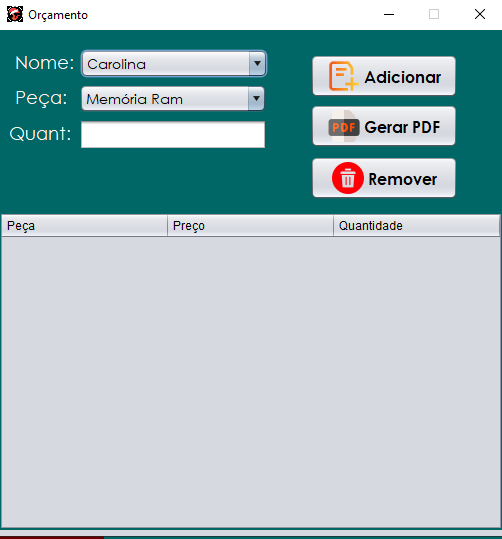 Orçamento
Nome: Carolina
Peça: Memória Ram
Quant:
Adicionar
PDF Gerar PDF
Remover
Peça Preço Quantidade